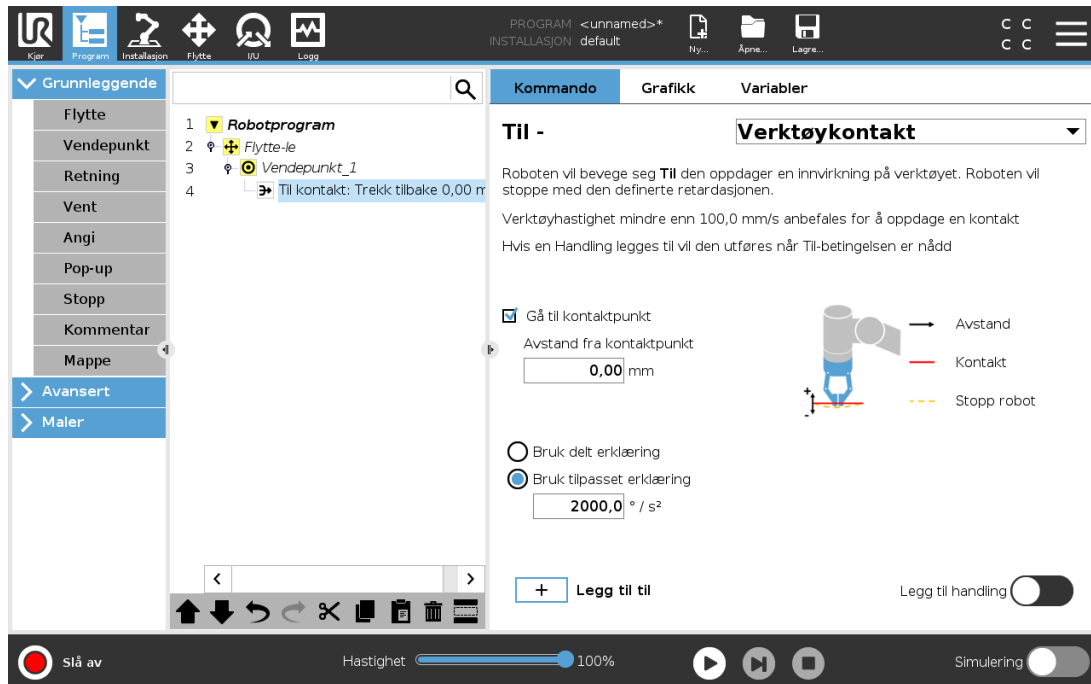 UR
Kjør
Program
Installasjon
Flytte
I/U
Logg
PROGRAM <unnamed>*
INSTALLASJON default
Ny...
Åpne...
Lagre...
C C
C C
Grunnleggende
Flytte
Vendepunkt
Retning
Vent
Angi
Pop-up
Stopp
Kommentar
Mappe
Avansert
Maler
1 Robotprogram
2 Flytte-le
3 Vendepunkt_1
4 Til kontakt: Trekk tilbake 0,00 m
Kommando
Grafikk
Variabler
Til -
Verktøykontakt
Roboten vil bevege seg Til den oppdager en innvirkning på verktøyet. Roboten vil
stoppe med den definerte retardasjonen.
Verktøyhastighet mindre enn 100,0 mm/s anbefales for å oppdage en kontakt
Hvis en Handling legges til vil den utføres når Til-betingelsen er nådd
Gå til kontaktpunkt
Avstand fra kontaktpunkt
0,00 mm
+
-
Avstand
Kontakt
Stopp robot
Bruk delt erklæring
Bruk tilpasset erklæring
2000,0 ° / s²
+ Legg til til
Legg til handling
Slå av
Hastighet
100%
Simulering